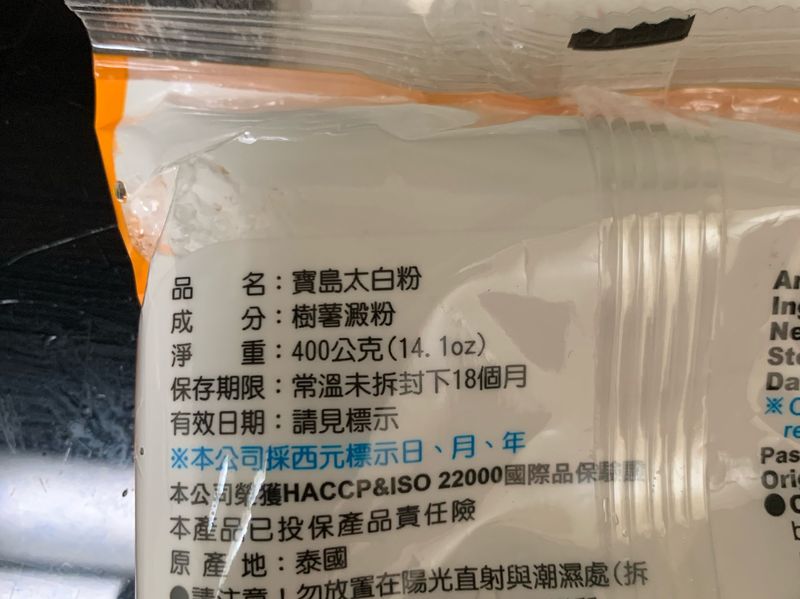 品 名：寶島太白粉
成 分：樹薯澱粉
淨 重：400公克(14.1oz)
保存期限：常溫未拆封下18個月
有效日期：請見標示
※本公司採西元標示日、月、年
本公司榮獲HACCP&ISO 22000國際品保驗證
本產品已投保產品責任險
原 產 地：泰國
●請注意！勿放置在陽光直射與潮濕處(拆
Ar
Ing
Ne
Sto
Da
※C
re
Pas
Orig
●C
b